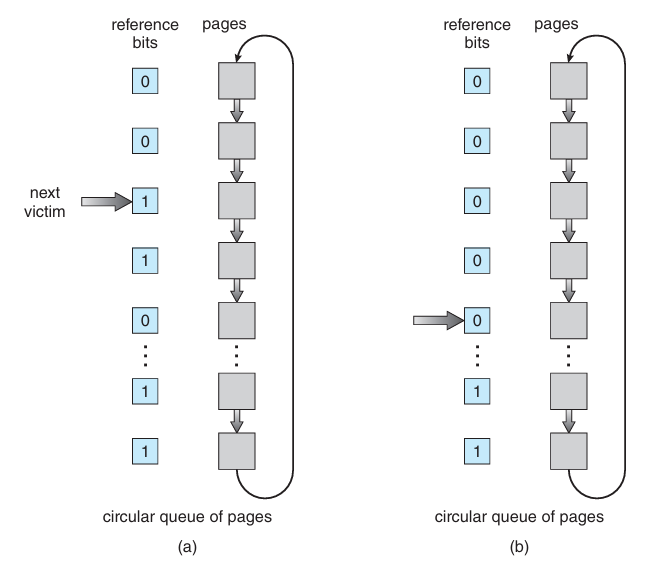 reference
bits
pages
0
0
next
victim
1
1
0
1
1
circular queue of pages
(a)
reference
bits
pages
0
0
0
0
0
1
1
circular queue of pages
(b)